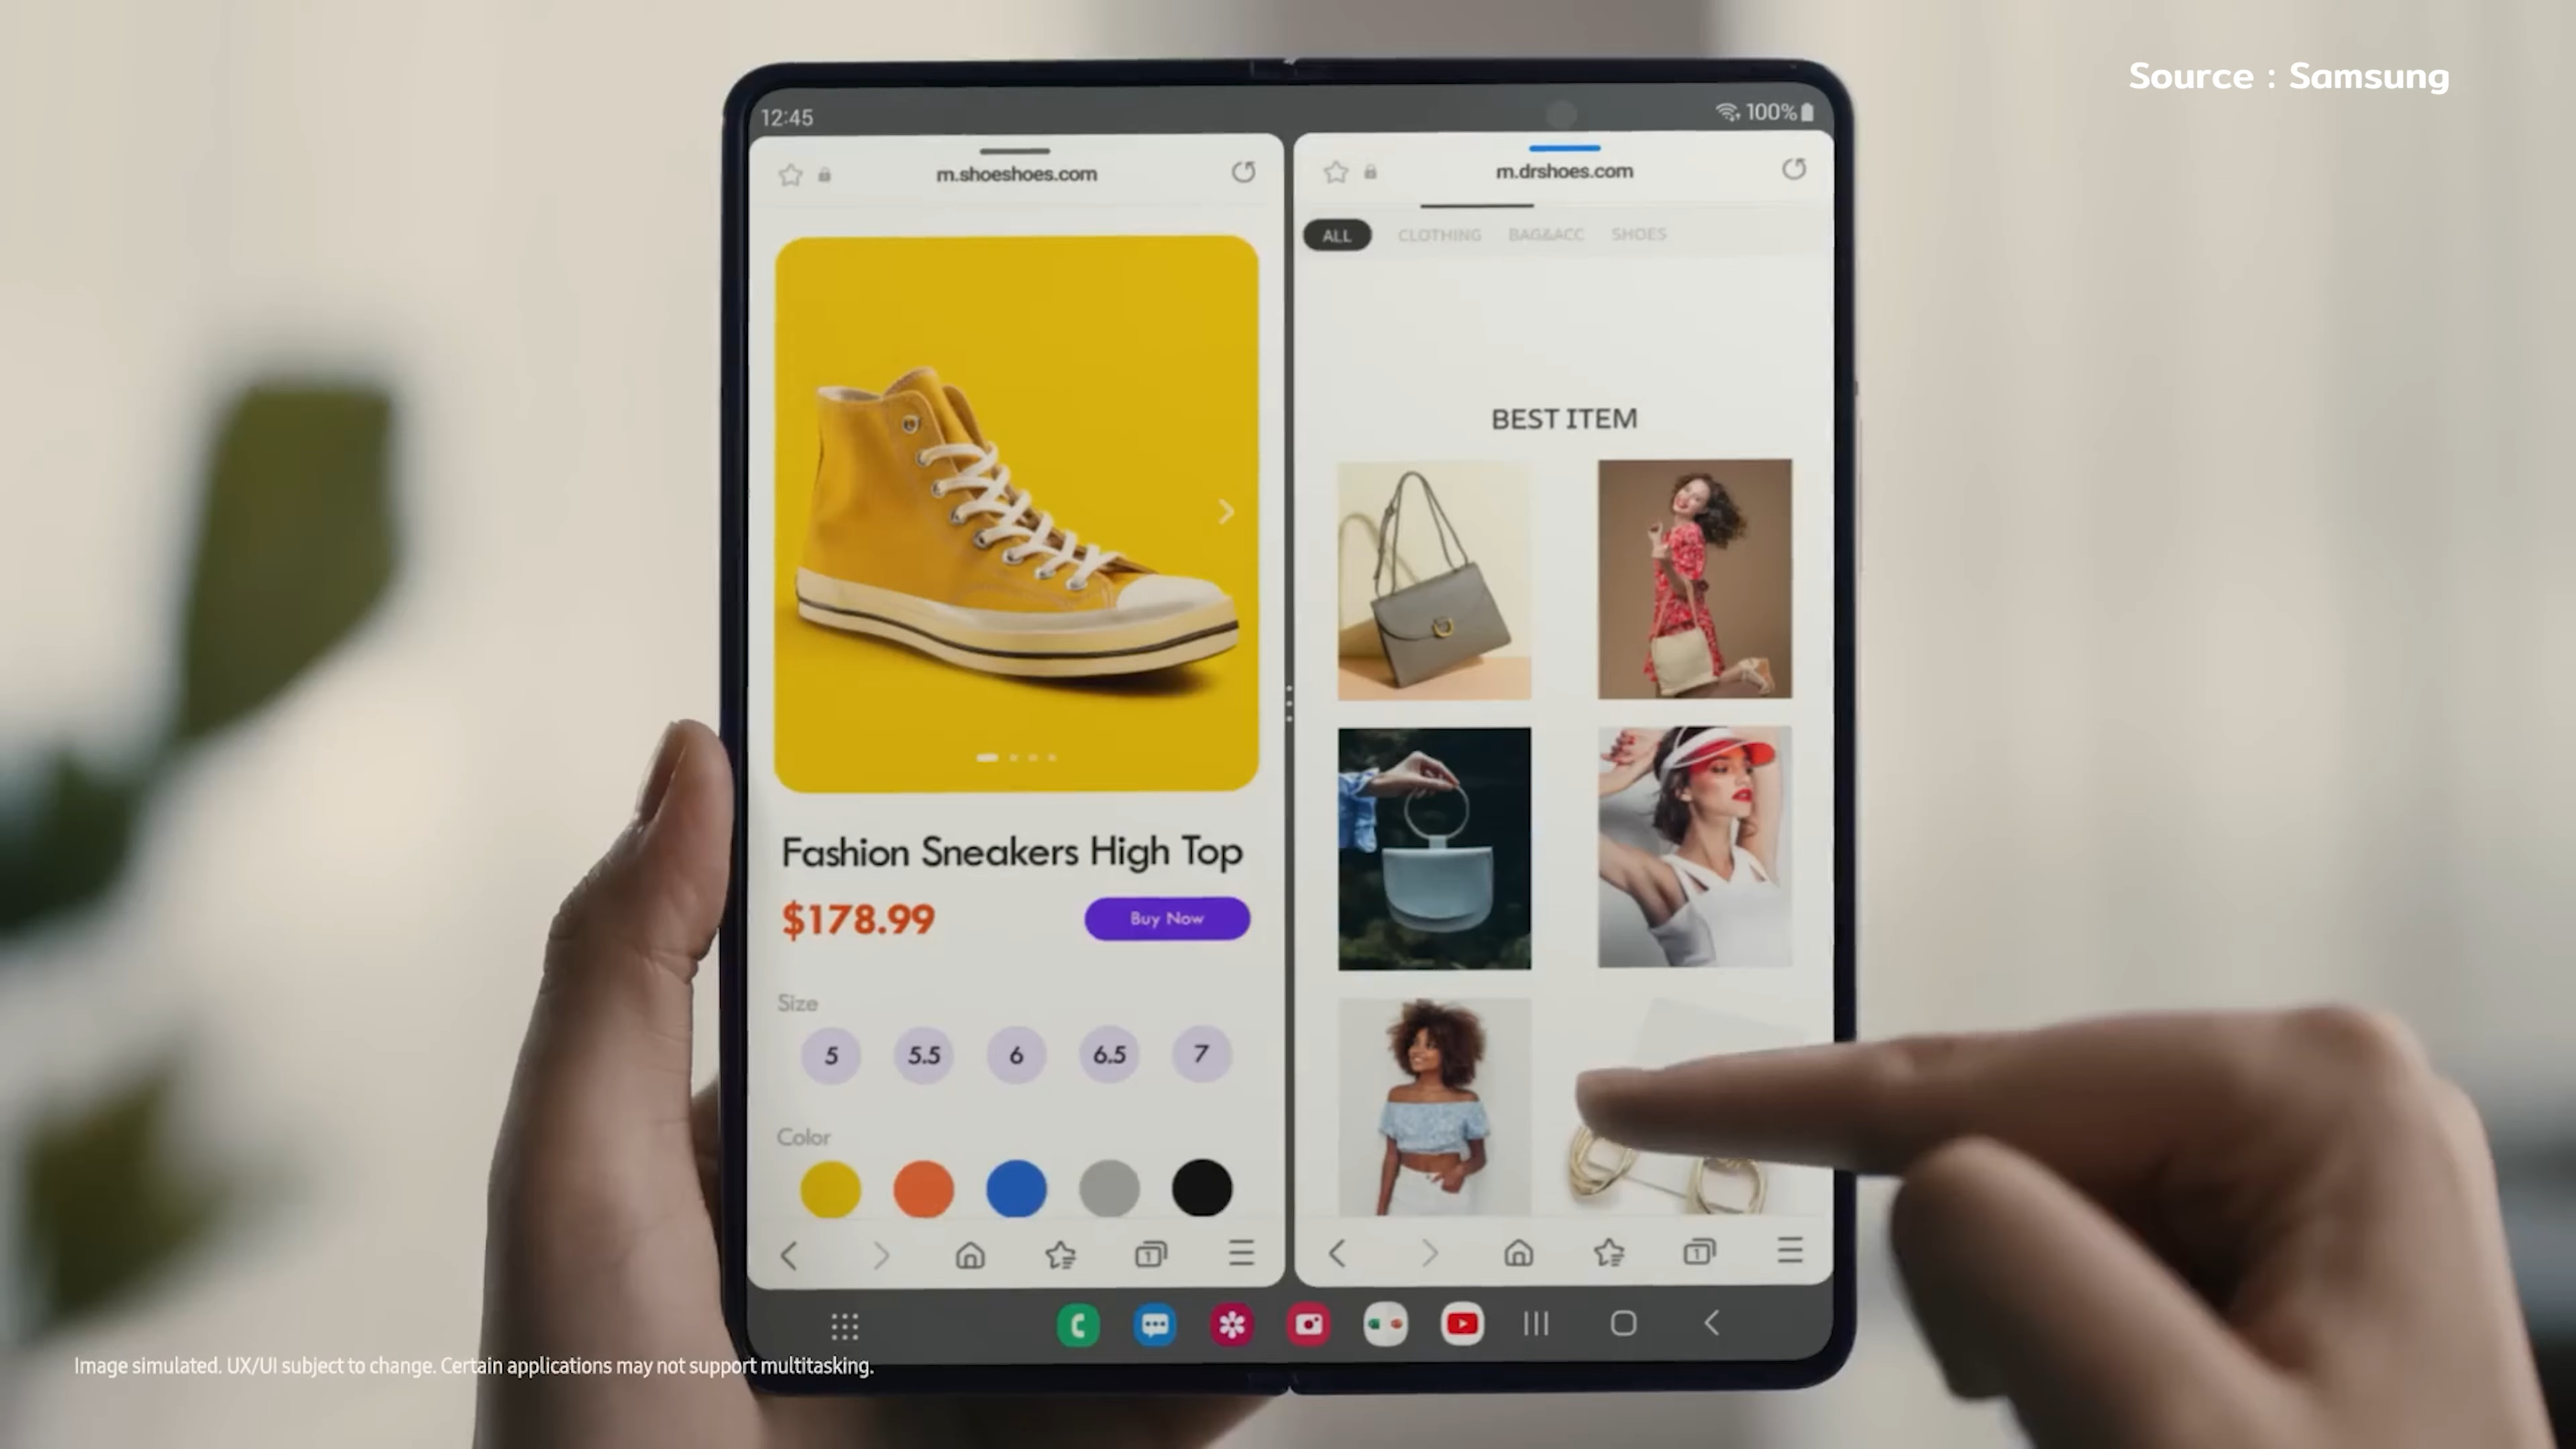 Source : Samsung
12:45
100%
m.shoeshoes.com
Fashion Sneakers High Top
$178.99
Buy Now
Size
5 5.5 6 6.5 7
Color
1
m.drshoes.com
ALL CLOTHING BAG&ACC SHOES
BEST ITEM
1
Image simulated. UX/UI subject to change. Certain applications may not support multitasking.